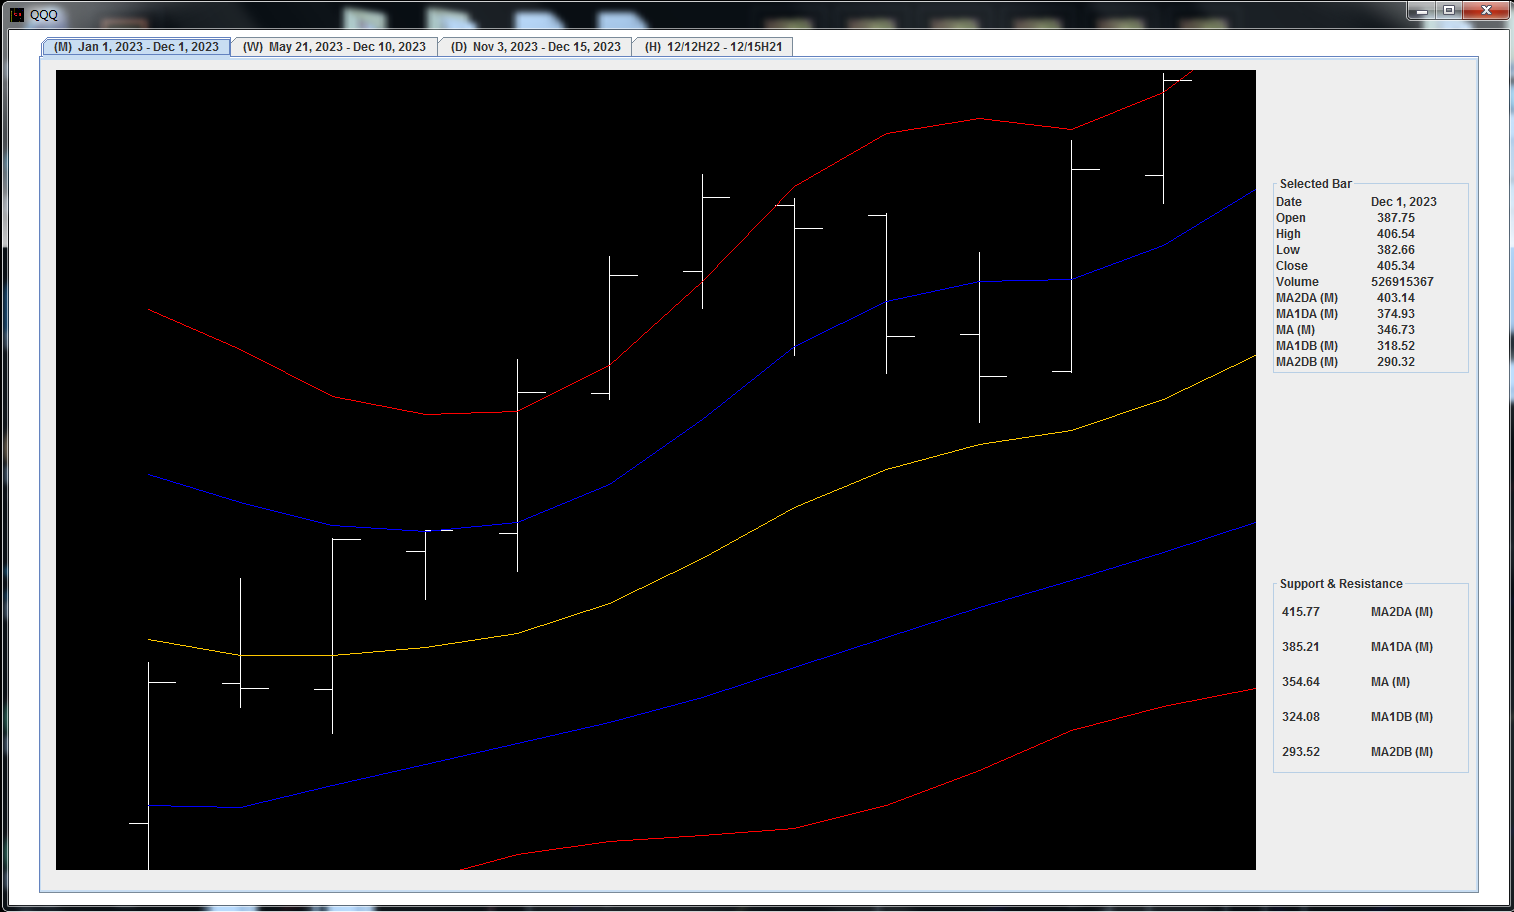 QQQ
(M) Jan 1, 2023 - Dec 1, 2023
(W) May 21, 2023 - Dec 10, 2023
(D) Nov 3, 2023 - Dec 15, 2023
(H) 12/12H22 - 12/15H21
Selected Bar
Date Dec 1, 2023
Open 387.75
High 406.54
Low 382.66
Close 405.34
Volume 526915367
MA2DA (M) 403.14
MA1DA (M) 374.93
MA (M) 346.73
MA1DB (M) 318.52
MA2DB (M) 290.32
Support & Resistance
415.77 MA2DA (M)
385.21 MA1DA (M)
354.64 MA (M)
324.08 MA1DB (M)
293.52 MA2DB (M)